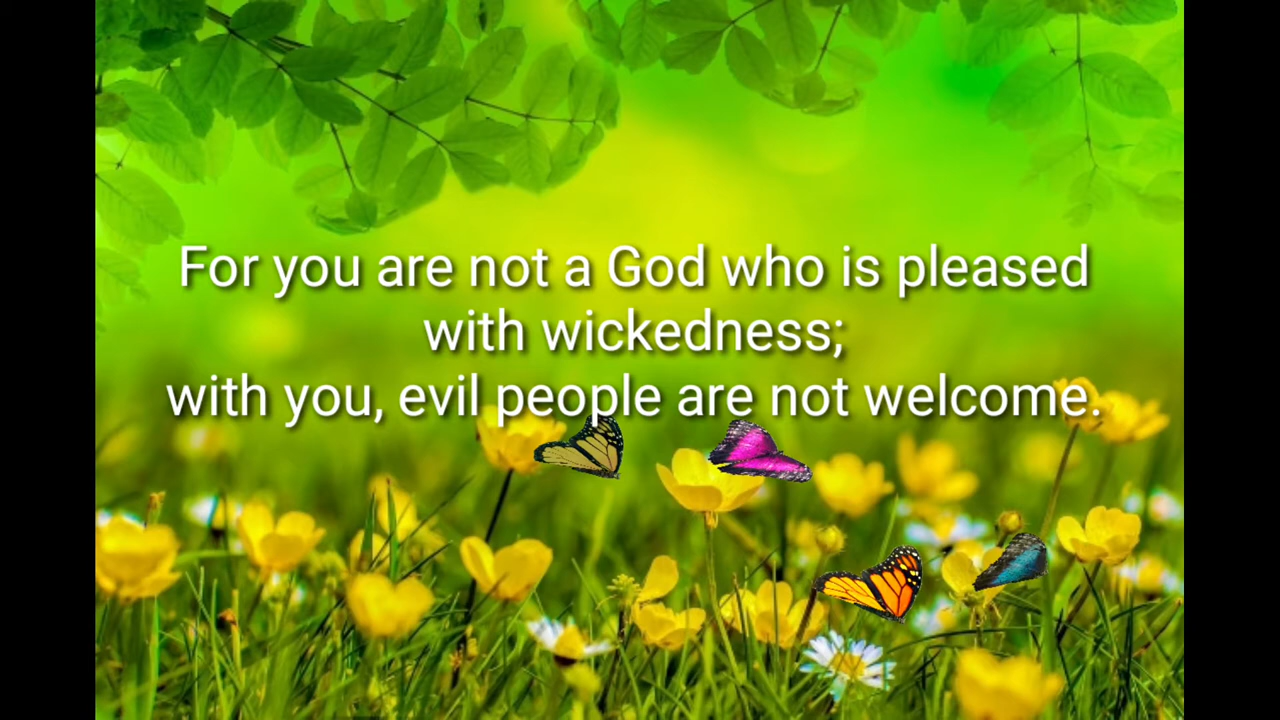 For you are not a God who is pleased
with wickedness;
with you, evil people are not welcome.